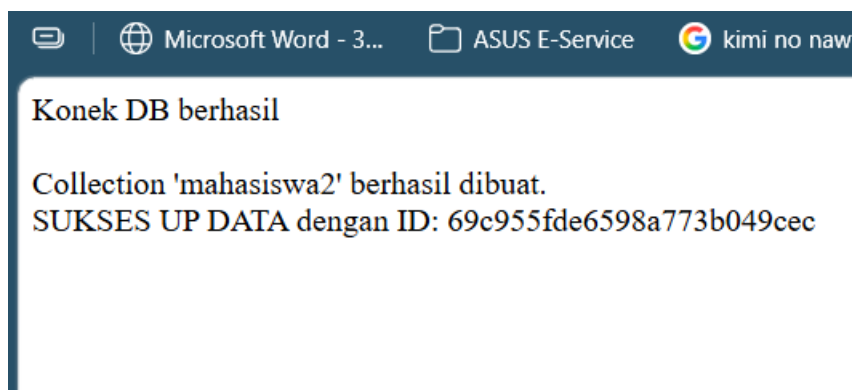 Microsoft Word - 3... ASUS E-Service kimi no naw
Konek DB berhasil
Collection 'mahasiswa2' berhasil dibuat.
SUKSES UP DATA dengan ID: 69c955fde6598a773b049cec